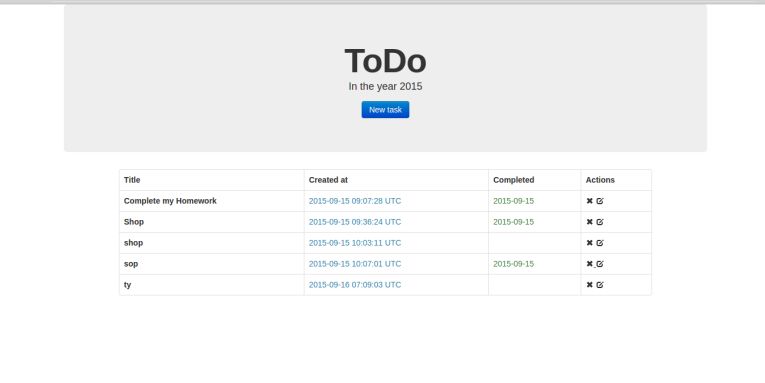 ToDo
In the year 2015
New task
Title Created at Completed Actions
Complete my Homework 2015-09-15 09:07:28 UTC 2015-09-15
Shop 2015-09-15 09:36:24 UTC 2015-09-15
shop 2015-09-15 10:03:11 UTC
sop 2015-09-15 10:07:01 UTC 2015-09-15
ty 2015-09-16 07:09:03 UTC